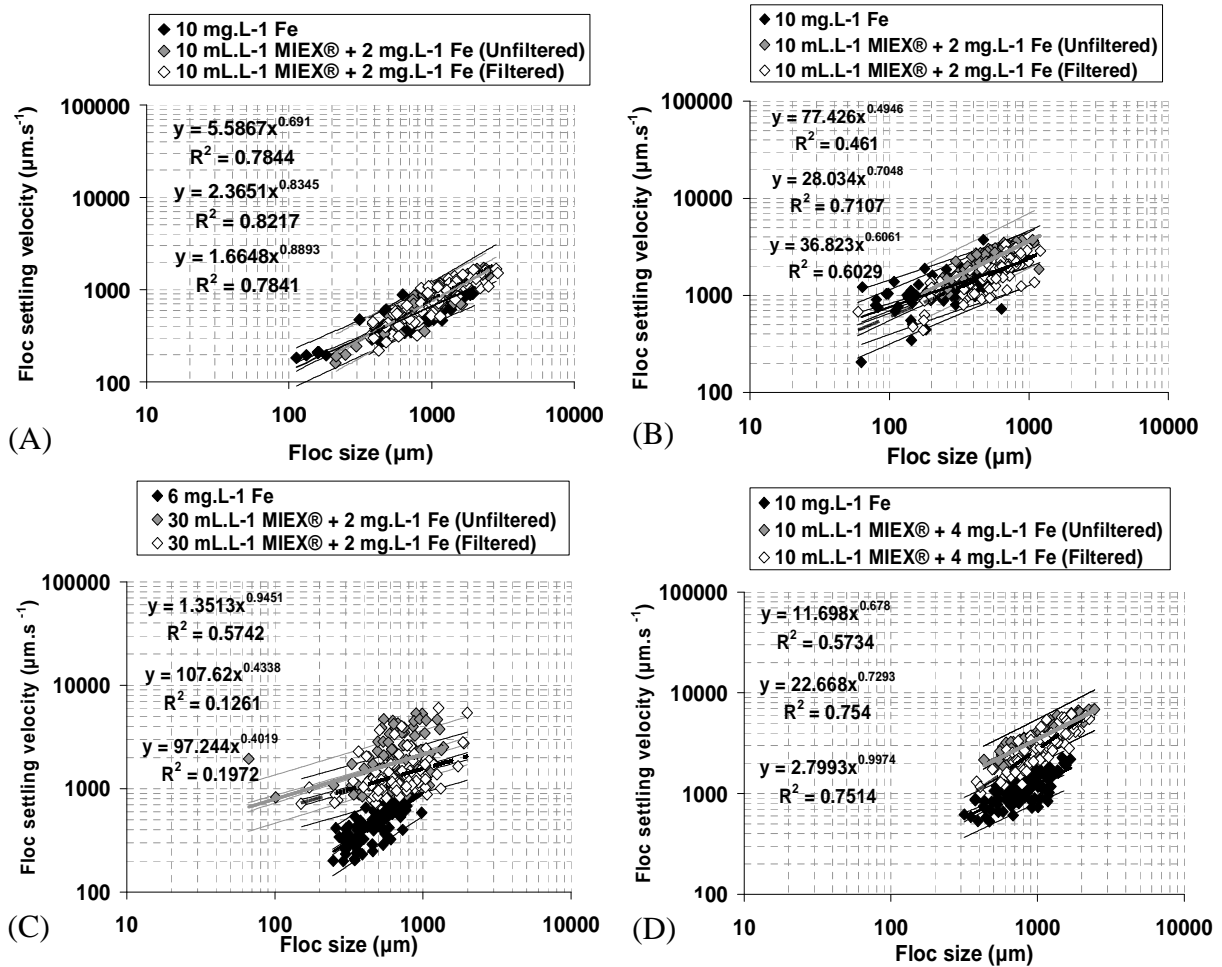 10 mg.L-1 Fe
10 mL.L-1 MIEX® + 2 mg.L-1 Fe (Unfiltered)
10 mL.L-1 MIEX® + 2 mg.L-1 Fe (Filtered)
100000
10000
1000
100
y = 5.5867x^0.691
R² = 0.7844
y = 2.3651x^0.8345
R² = 0.8217
y = 1.6648x^0.8893
R² = 0.7841
Floc settling velocity (µm.s⁻¹)
10 100 1000 10000
Floc size (µm)
(A)
10 mg.L-1 Fe
10 mL.L-1 MIEX® + 2 mg.L-1 Fe (Unfiltered)
10 mL.L-1 MIEX® + 2 mg.L-1 Fe (Filtered)
100000
10000
1000
100
y = 77.426x^0.4946
R² = 0.461
y = 28.034x^0.7048
R² = 0.7107
y = 36.823x^0.6061
R² = 0.6029
Floc settling velocity (µm.s⁻¹)
10 100 1000 10000
Floc size (µm)
(B)
6 mg.L-1 Fe
30 mL.L-1 MIEX® + 2 mg.L-1 Fe (Unfiltered)
30 mL.L-1 MIEX® + 2 mg.L-1 Fe (Filtered)
100000
10000
1000
100
y = 1.3513x^0.9451
R² = 0.5742
y = 107.62x^0.4338
R² = 0.1261
y = 97.244x^0.4019
R² = 0.1972
Floc settling velocity (µm.s⁻¹)
10 100 1000 10000
Floc size (µm)
(C)
10 mg.L-1 Fe
10 mL.L-1 MIEX® + 4 mg.L-1 Fe (Unfiltered)
10 mL.L-1 MIEX® + 4 mg.L-1 Fe (Filtered)
100000
10000
1000
100
y = 11.698x^0.678
R² = 0.5734
y = 22.668x^0.7293
R² = 0.754
y = 2.7993x^0.9974
R² = 0.7514
Floc settling velocity (µm.s⁻¹)
10 100 1000 10000
Floc size (µm)
(D)